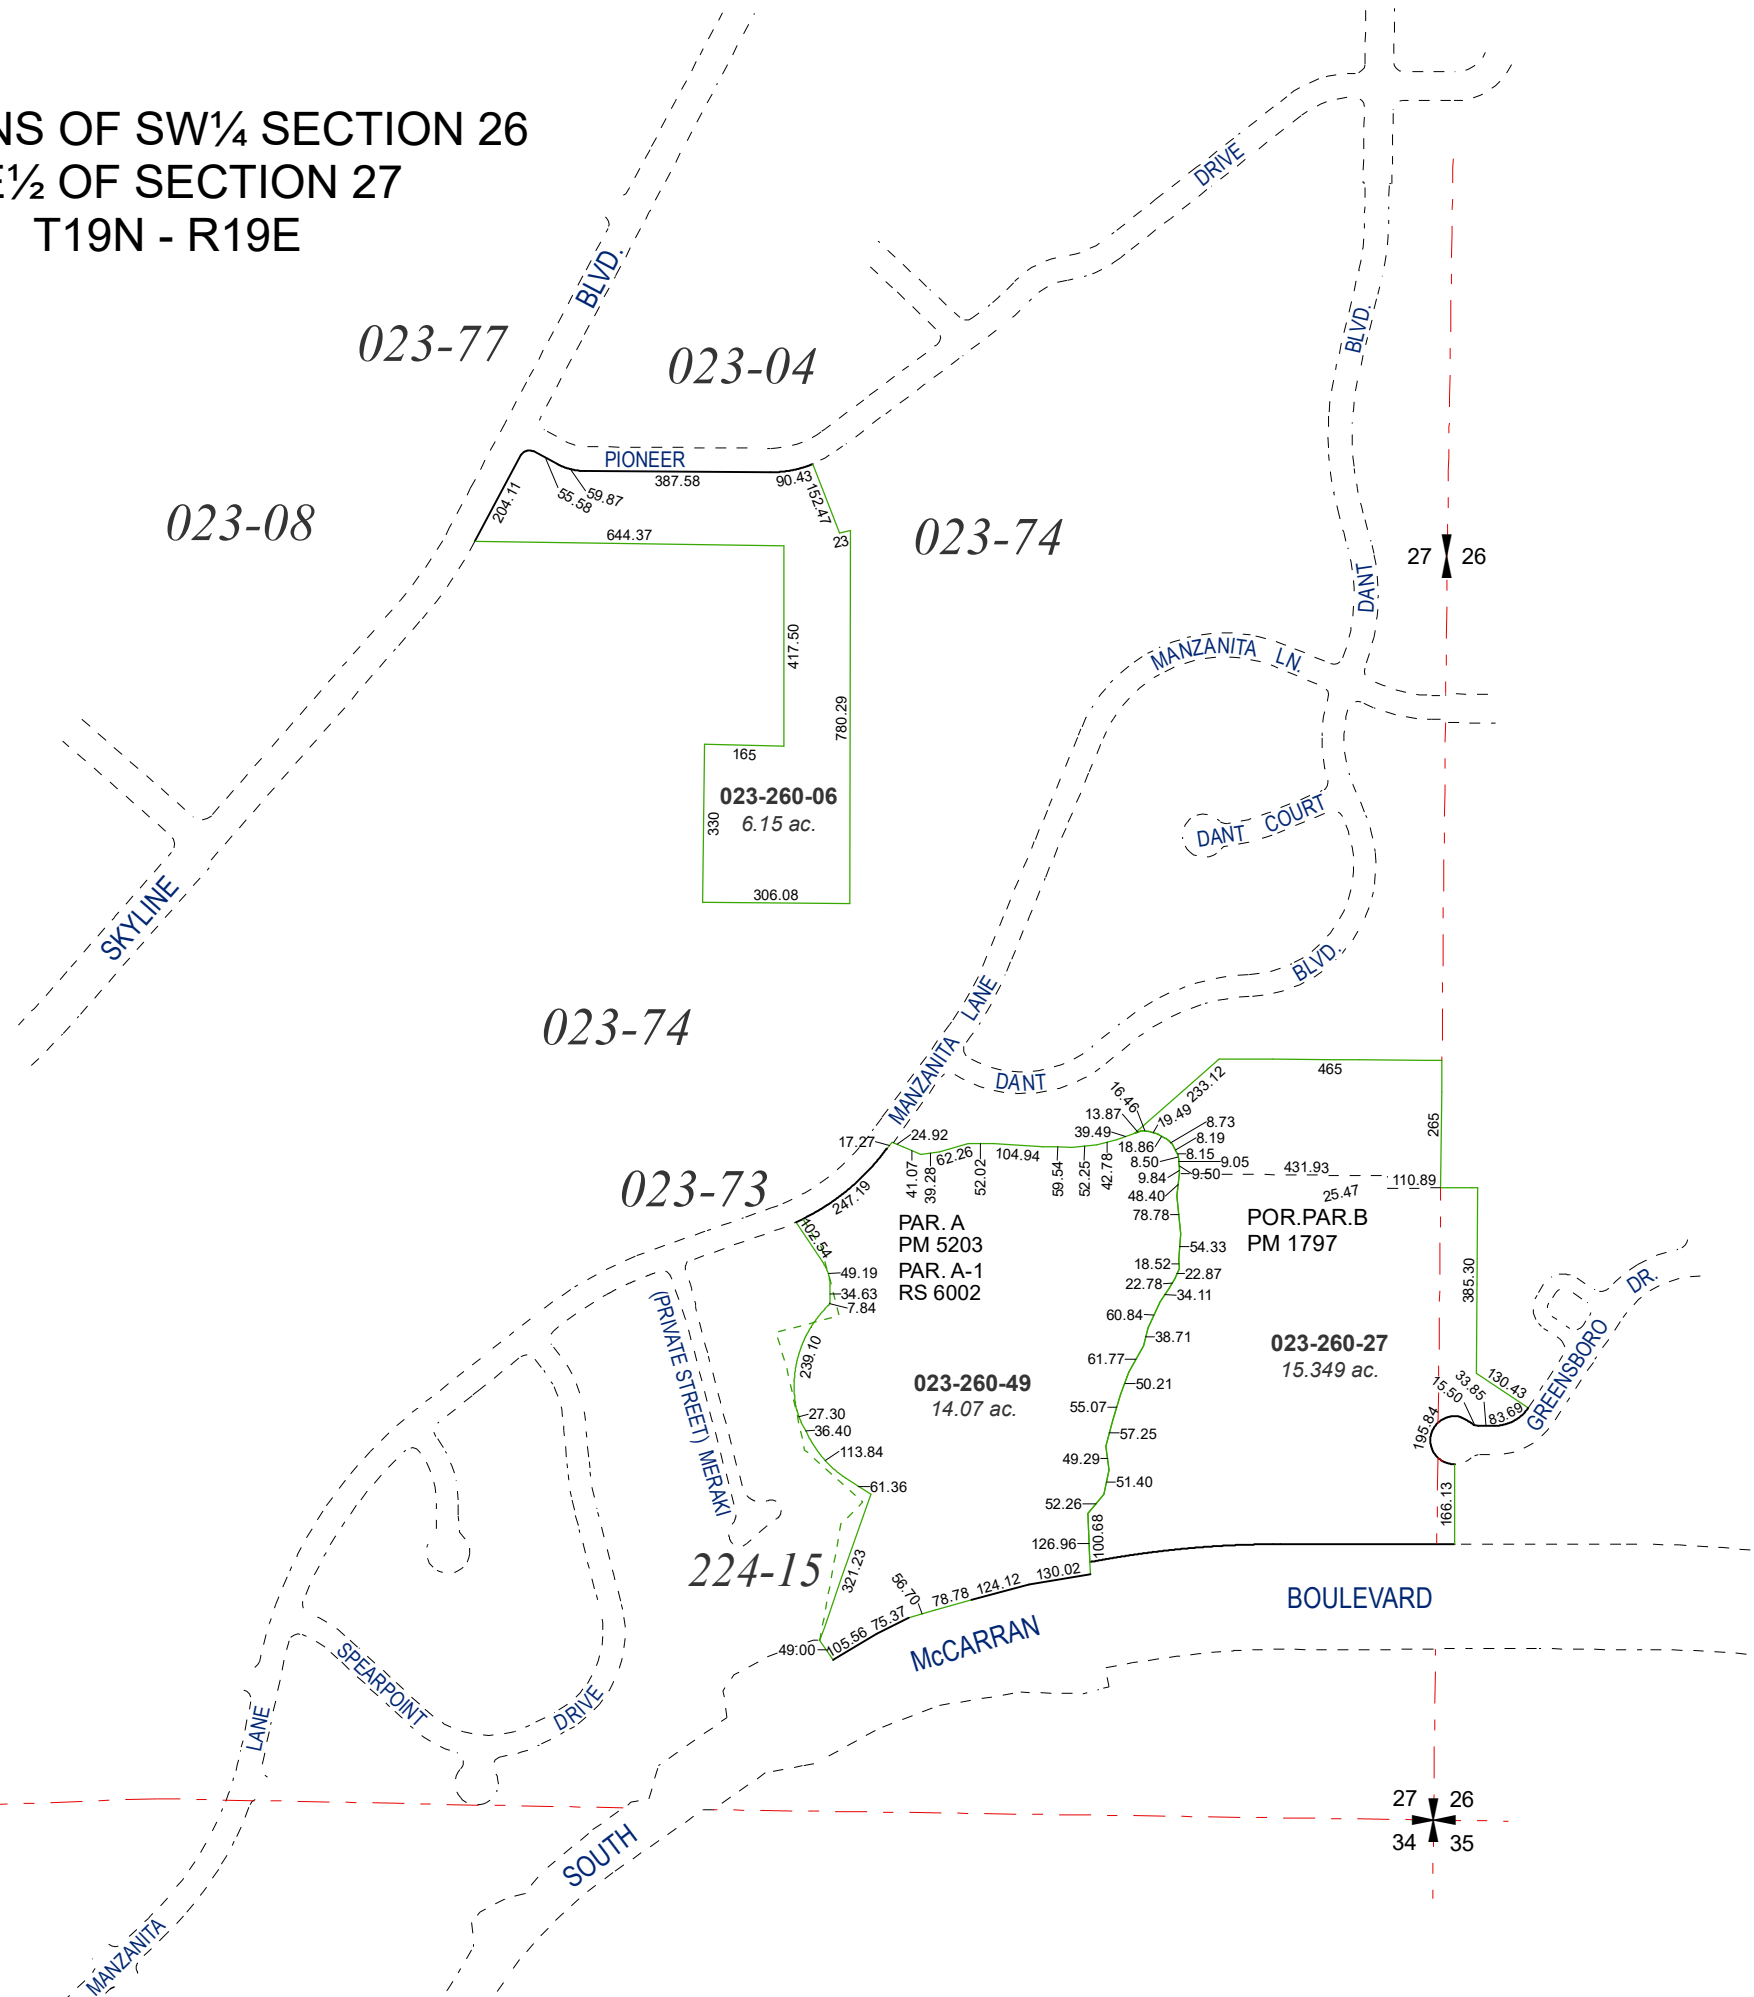 NS OF SW¼ SECTION 26
E½ OF SECTION 27
T19N - R19E
DRIVE
BLVD.
023-77
023-04
BLVD.
PIONEER
387.58
90.43
59.87
55.58
204.11
152.47
23
644.37
023-08
023-74
27 26
DANT
417.50
MANZANITA LN.
780.29
165
023-260-06
6.15 ac.
330
DANT COURT
306.08
SKYLINE
BLVD.
023-74
MANZANITA LANE
DANT
465
233.12
16.46
13.87
19.49
8.73
39.49
18.86
8.19
8.15
8.50
9.05
9.84
9.50
265
17.27
24.92
41.07
39.28
62.26
52.02
104.94
59.54
52.25
42.78
431.93
110.89
25.47
48.40
78.78
023-73
247.19
102.54
PAR. A
PM 5203
PAR. A-1
RS 6002
POR.PAR.B
PM 1797
54.33
18.52
22.87
22.78
34.11
60.84
38.71
61.77
50.21
55.07
57.25
49.29
51.40
52.26
100.68
126.96
49.19
34.63
7.84
239.10
27.30
36.40
113.84
61.36
321.23
(PRIVATE STREET) MERAKI
023-260-49
14.07 ac.
023-260-27
15.349 ac.
385.30
DR.
GREENSBORO
130.43
33.85
15.50
83.69
195.84
166.13
224-15
56.70
78.78
124.12
130.02
75.37
105.56
49.00
BOULEVARD
McCARRAN
SPEARPOINT
DRIVE
LANE
27 26
34 35
SOUTH
MANZANITA